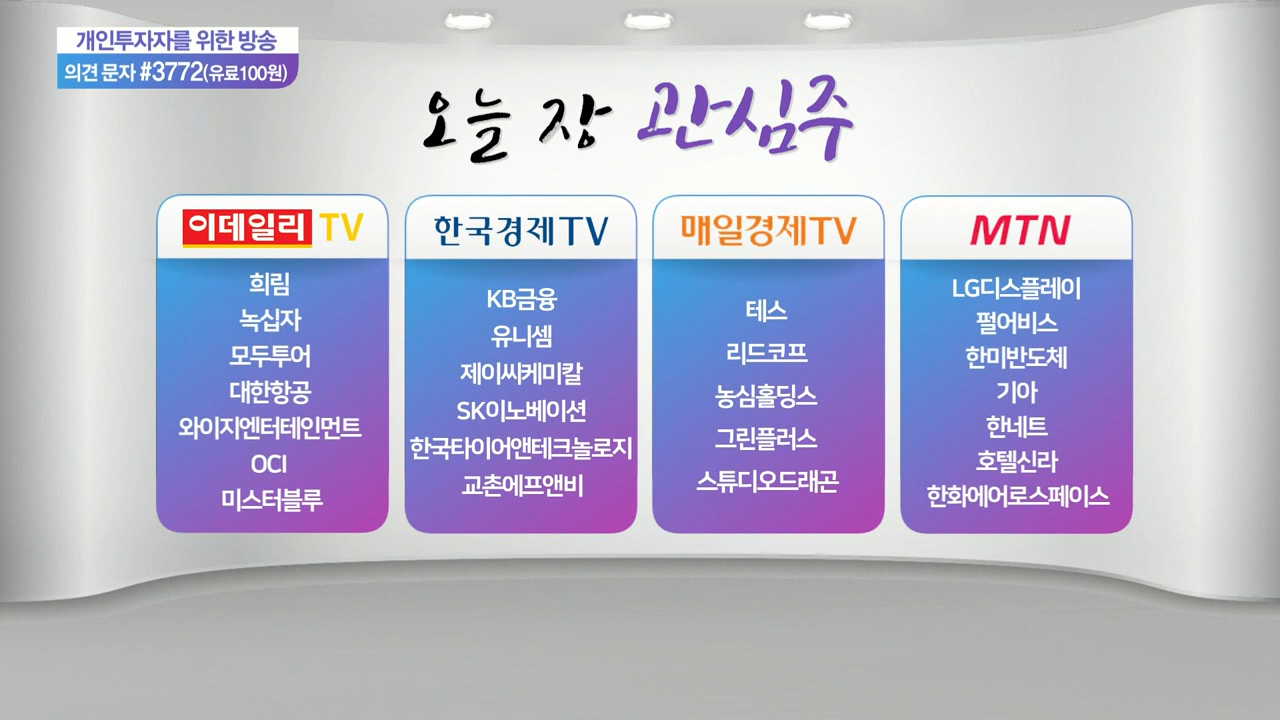 개인투자자를 위한 방송
의견 문자 #3772(유료100원)
오늘 장 관심주
이데일리 TV
희림
녹십자
모두투어
대한항공
와이지엔터테인먼트
OCI
미스터블루
한국경제TV
KB금융
유니셈
제이씨케미칼
SK이노베이션
한국타이어앤테크놀로지
교촌에프앤비
매일경제TV
테스
리드코프
농심홀딩스
그린플러스
스튜디오드래곤
MTN
LG디스플레이
펄어비스
한미반도체
기아
한네트
호텔신라
한화에어로스페이스